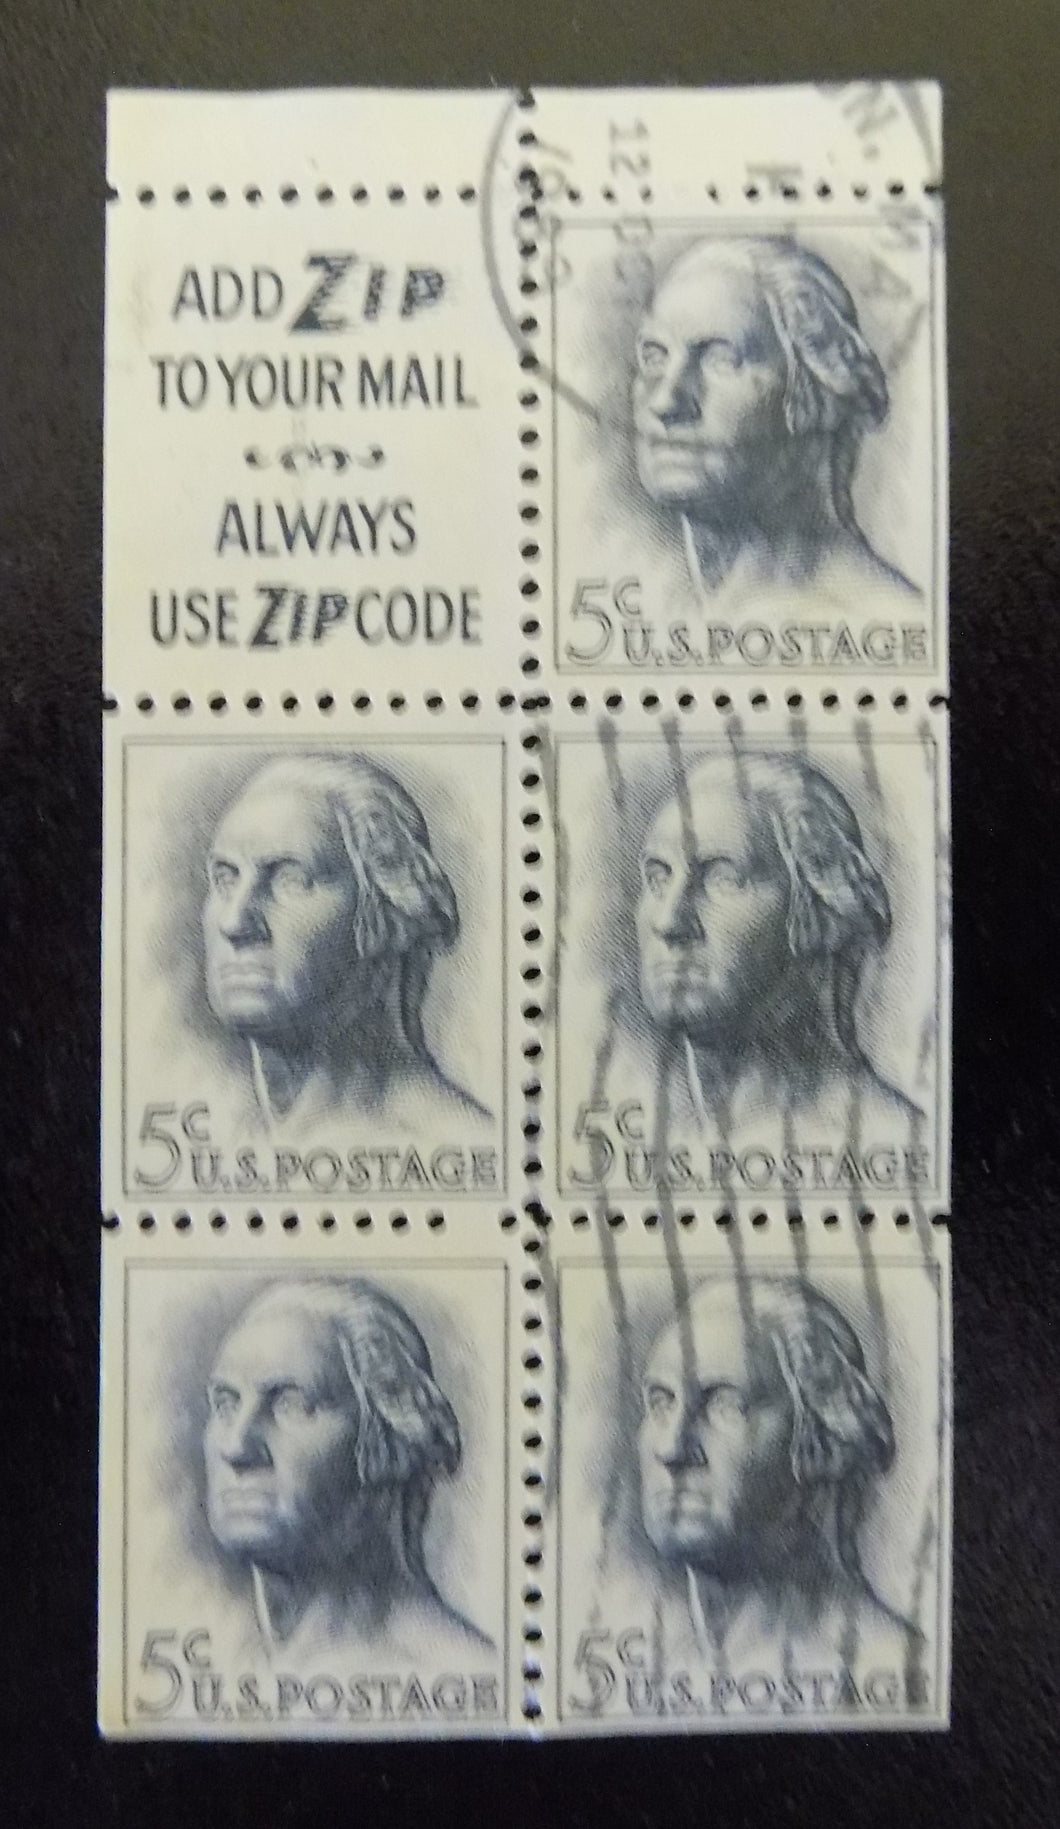 ADD ZIP
TO YOUR MAIL
ALWAYS
USE ZIP CODE
5c
U.S. POSTAGE
5c
U.S. POSTAGE
5c
U.S. POSTAGE
5c
U.S. POSTAGE
5c
U.S. POSTAGE